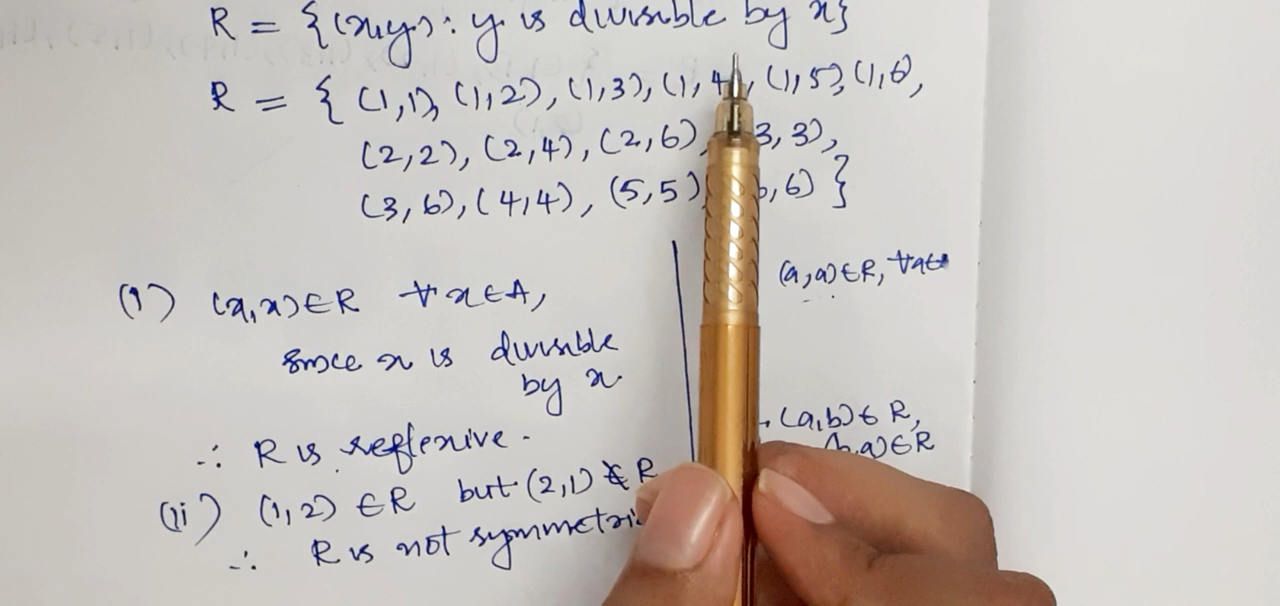 R = {(x,y) : y is divisible by x}
R = { (1,1), (1,2), (1,3), (1,4), (1,5), (1,6),
(2,2), (2,4), (2,6), 3,3),
(3,6), (4,4), (5,5) ,6) }
(i) (x,x) ∈ R ∀ x ∈ A,
since x is divisible
by x.
∴ R is reflexive.
(ii) (1,2) ∈ R but (2,1) ∉ R
∴ R is not symmetric
(a,a) ∈ R, ∀ a ∈
(a,b) ∈ R,
(b,a) ∈ R